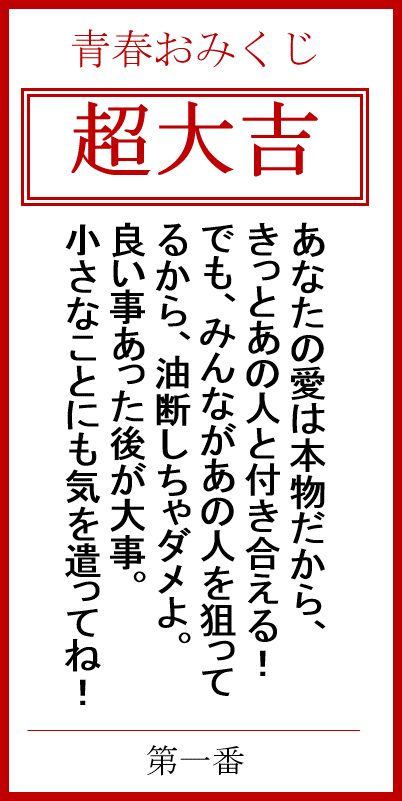 青春おみくじ
超大吉
あなたの愛は本物だから、
きっとあの人と付き合える！
でも、みんながあの人を狙って
るから、油断しちゃダメよ。
良い事あった後が大事。
小さなことにも気を遣ってね！
第一番